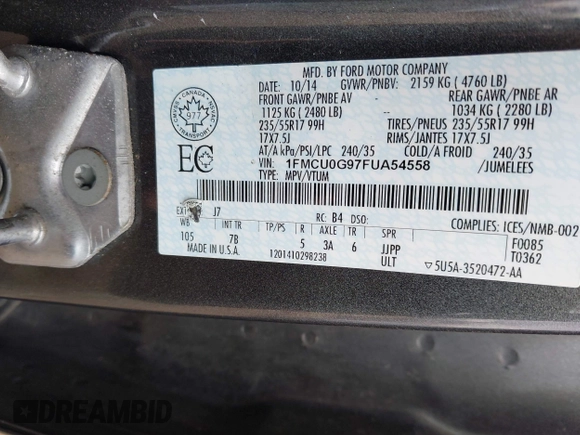 MFD. BY FORD MOTOR COMPANY
DATE: 10/14 GVWR/PNBV: 2159 KG ( 4760 LB)
FRONT GAWR/PNBE AV REAR GAWR/PNBE AR
1125 KG ( 2480 LB) 1034 KG ( 2280 LB)
235/55R17 99H TIRES/PNEUS 235/55R17 99H
17X7.5J RIMS/JANTES 17X7.5J
AT/A kPa/PSI/LPC 240/35 COLD/A FROID 240/35
VIN: 1FMCU0G97FUA54558 /JUMELEES
TYPE: MPV/VTUM
CANADA
977
TRANSPORT
EC
EXT J7 RC: B4 DSO: COMPLIES: ICES/NMB-002
WB INT TR TP/PS R AXLE TR SPR F0085
105 7B 5 3A 6 JJPP T0362
MADE IN U.S.A. 1201410298238 ULT ▽5U5A-3520472-AA
DREAMBID